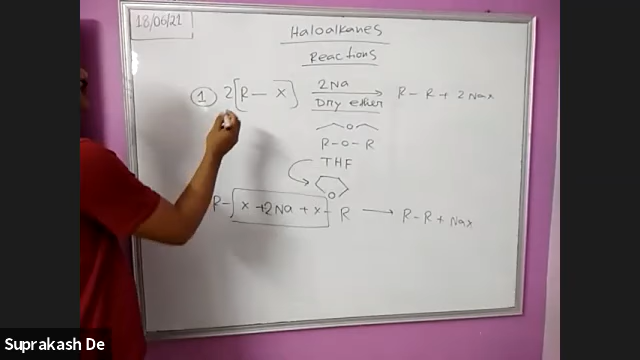 18/06/21
Haloalkanes
Reactions
① 2[R — X] 2Na → R - R + 2 Nax
Dry ether
O
R - O - R
THF
O
R - x + 2Na + x - R → R - R + Nax
Suprakash De